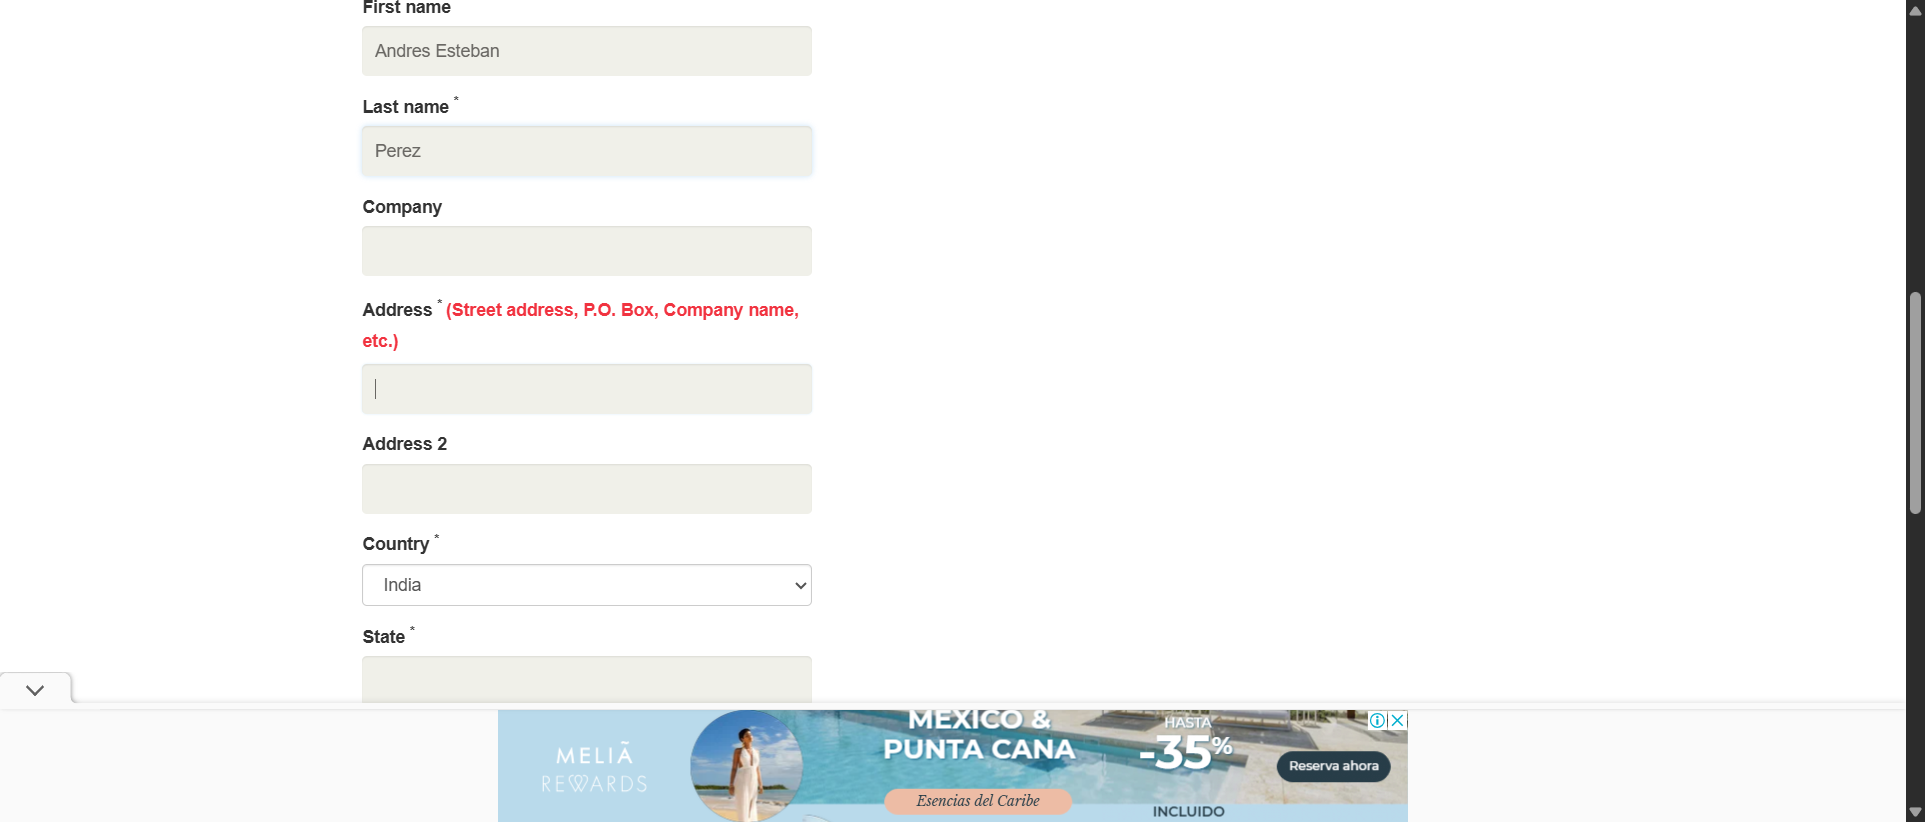 First name
Andres Esteban
Last name *
Perez
Company
Address * (Street address, P.O. Box, Company name,
etc.)
Address 2
Country *
India
State *
MELIÃ
REWARDS
MÉXICO &
PUNTA CANA
Esencias del Caribe
HASTA
-35%
INCLUIDO
Reserva ahora